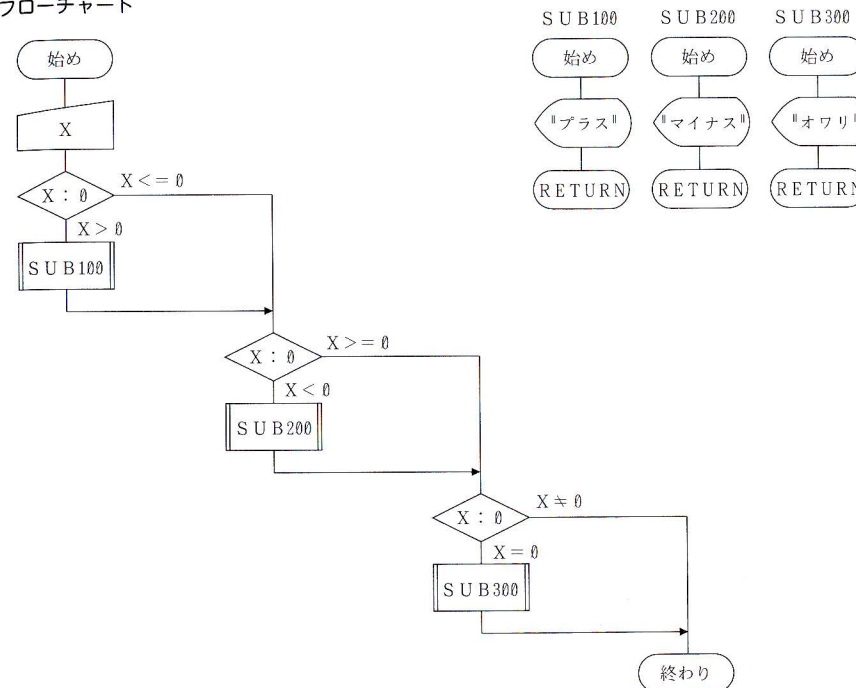 フローチャート
始め
X
X：0
X<=0
X>0
SUB100
X：0
X>=0
X<0
SUB200
X：0
X≒0
X=0
SUB300
終わり
SUB100
始め
"プラス"
RETURN
SUB200
始め
"マイナス"
RETURN
SUB300
始め
"オワリ"
RETURN